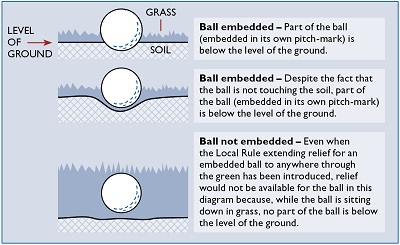 GRASS
LEVEL
OF
GROUND
SOIL
Ball embedded – Part of the ball
(embedded in its own pitch-mark) is
below the level of the ground.
Ball embedded – Despite the fact that
the ball is not touching the soil, part
of the ball (embedded in its own pitch-mark)
is below the level of the ground.
Ball not embedded – Even when
the Local Rule extending relief for an
embedded ball to anywhere through
the green has been introduced, relief
would not be available for the ball in this
diagram because, while the ball is sitting
down in grass, no part of the ball is below
the level of the ground.